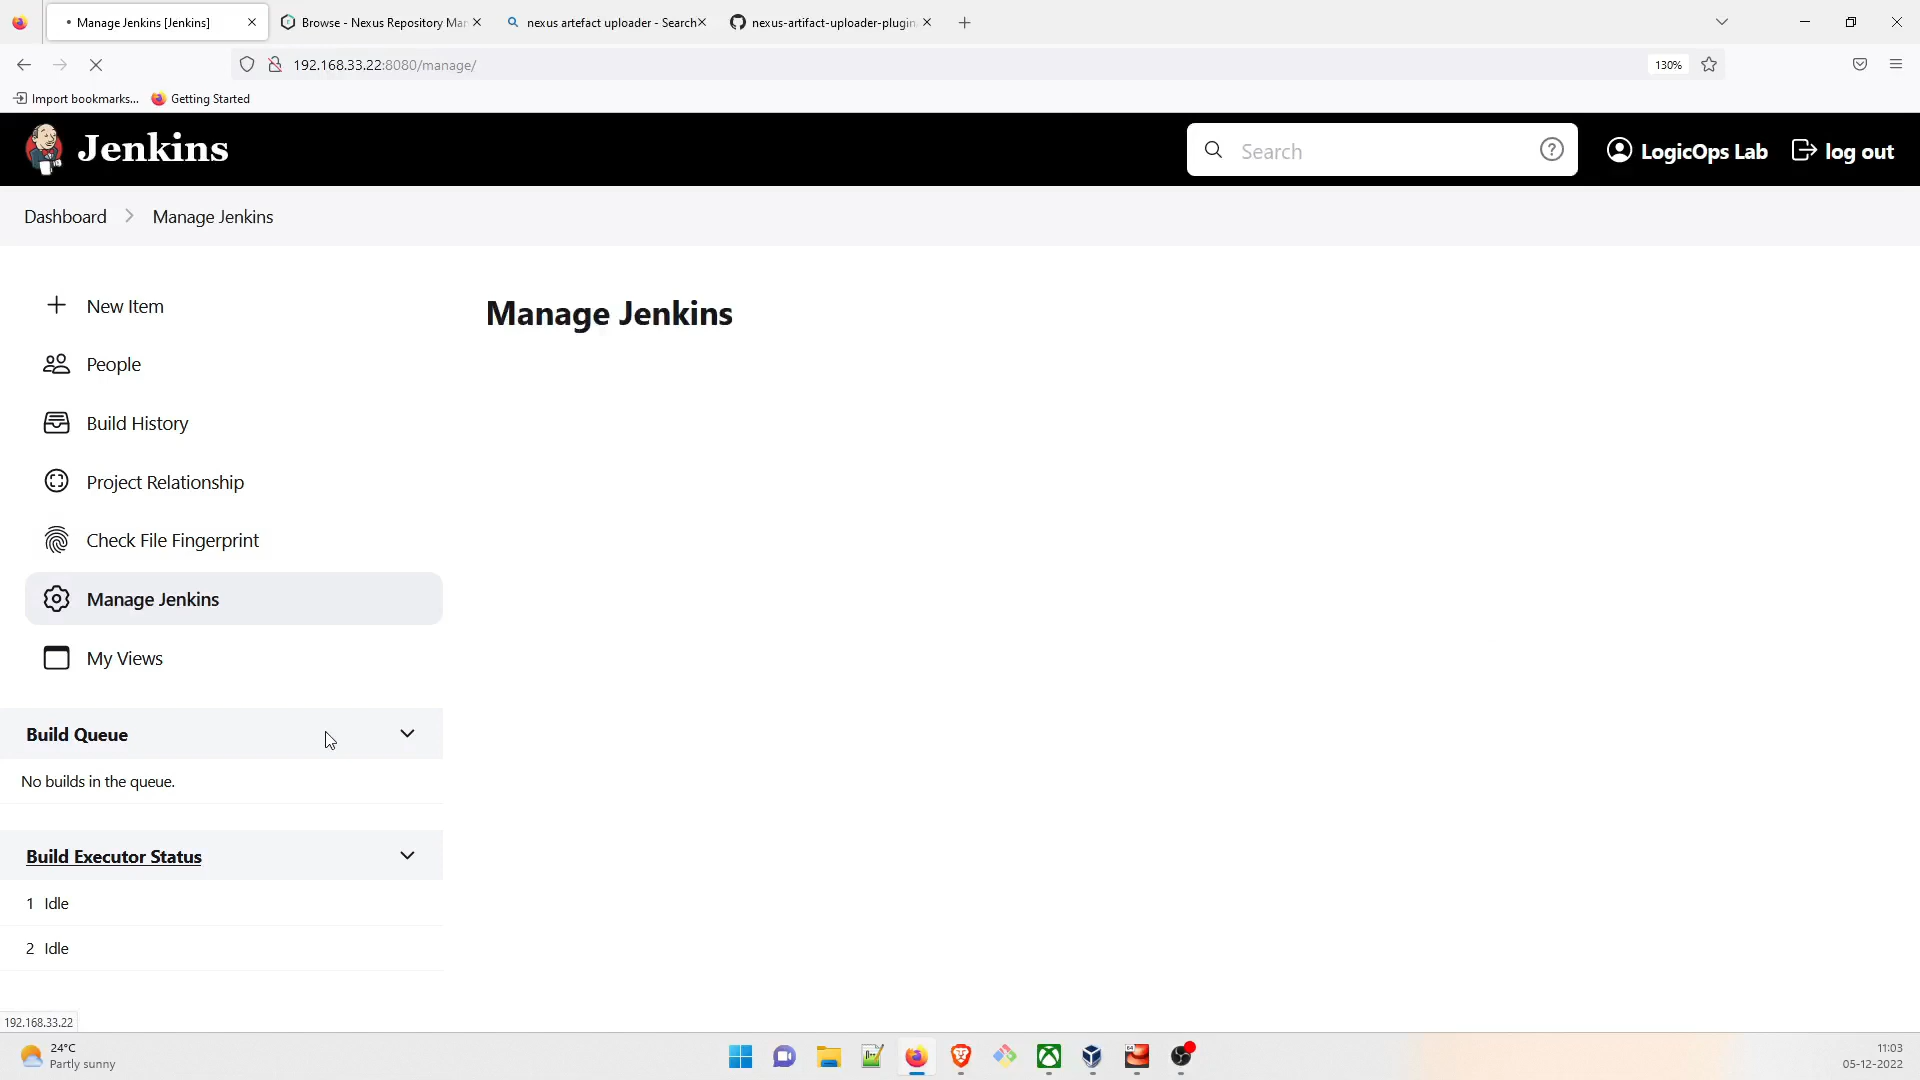 Manage Jenkins [Jenkins]
Browse - Nexus Repository Man
nexus artefact uploader - Search
nexus-artifact-uploader-plugin
192.168.33.22:8080/manage/
130%
Import bookmarks...
Getting Started
Jenkins
Search
LogicOps Lab
log out
Dashboard
Manage Jenkins
New Item
People
Build History
Project Relationship
Check File Fingerprint
Manage Jenkins
My Views
Manage Jenkins
Build Queue
No builds in the queue.
Build Executor Status
1 Idle
2 Idle
192.168.33.22
24°C
Partly sunny
11:03
05-12-2022